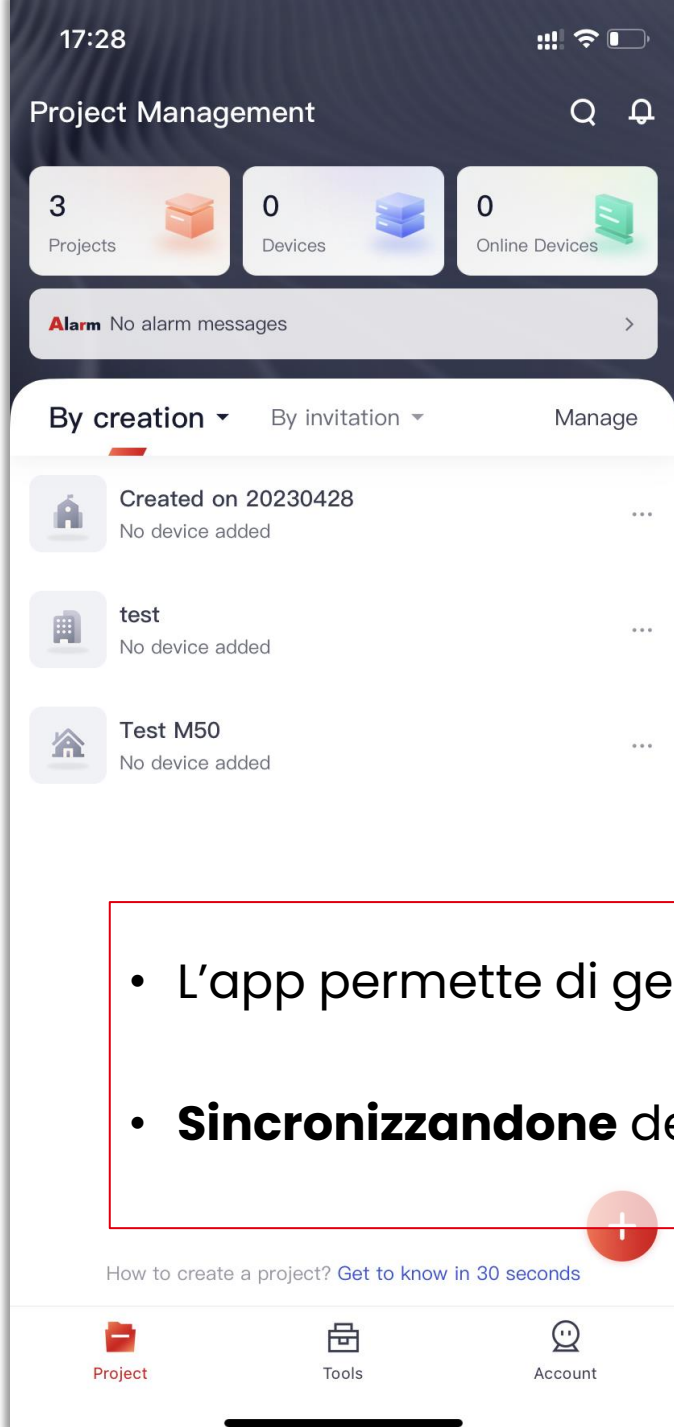 17:28
Project Management
3
Projects
0
Devices
0
Online Devices
Alarm No alarm messages
By creation By invitation Manage
Created on 20230428
No device added
test
No device added
Test M50
No device added
• L’app permette di ge
• Sincronizzandone de
How to create a project? Get to know in 30 seconds
Project Tools Account